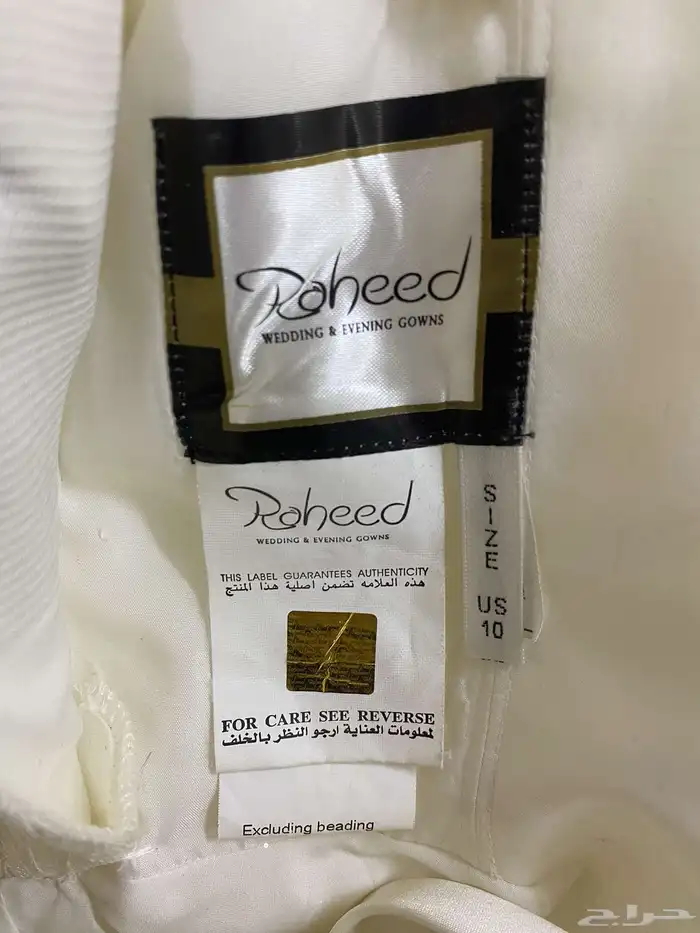 Raheed
WEDDING & EVENING GOWNS
Raheed
WEDDING & EVENING GOWNS
THIS LABEL GUARANTEES AUTHENTICITY
هذه العلامه تضمن اصلية هذا المنتج
FOR CARE SEE REVERSE
لمعلومات العناية ارجو النظر بالخلف
Excluding beading
SIZE
US
10
حراج